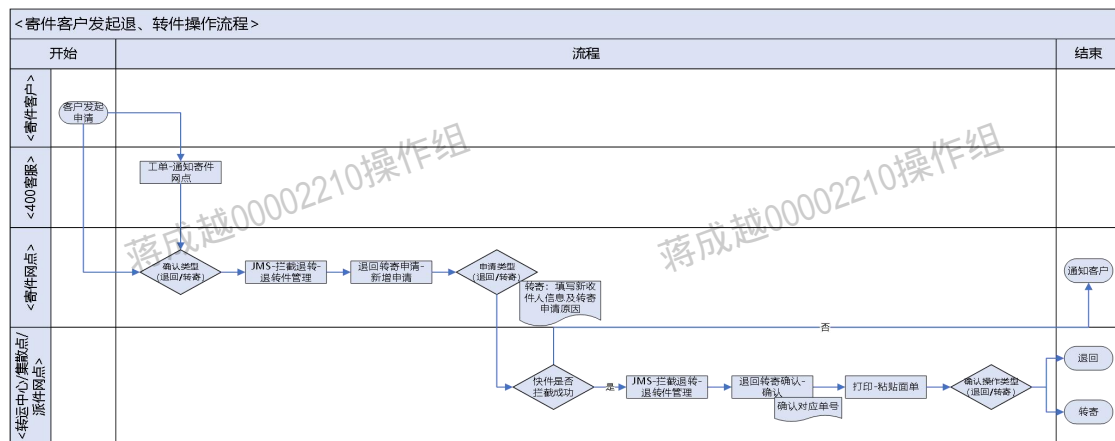 <寄件客户发起退、转件操作流程>
开始
流程
结束
<寄件客户>
客户发起
申请
<400客服>
工单-通知寄件
网点
<寄件网点>
确认类型
(退回/转寄)
JMS-拦截退转-
退转件管理
退回转寄申请-
新增申请
申请类型
(退回/转寄)
转寄：填写新收
件人信息及转寄
申请原因
通知客户
否
<转运中心/集散点/
派件网点>
快件是否
拦截成功
是
JMS-拦截退转-
退转件管理
退回转寄确认-
确认
确认对应单号
打印-粘贴面单
确认操作类型
(退回/转寄)
退回
转寄
蒋成越00002210操作组
蒋成越00002210操作组